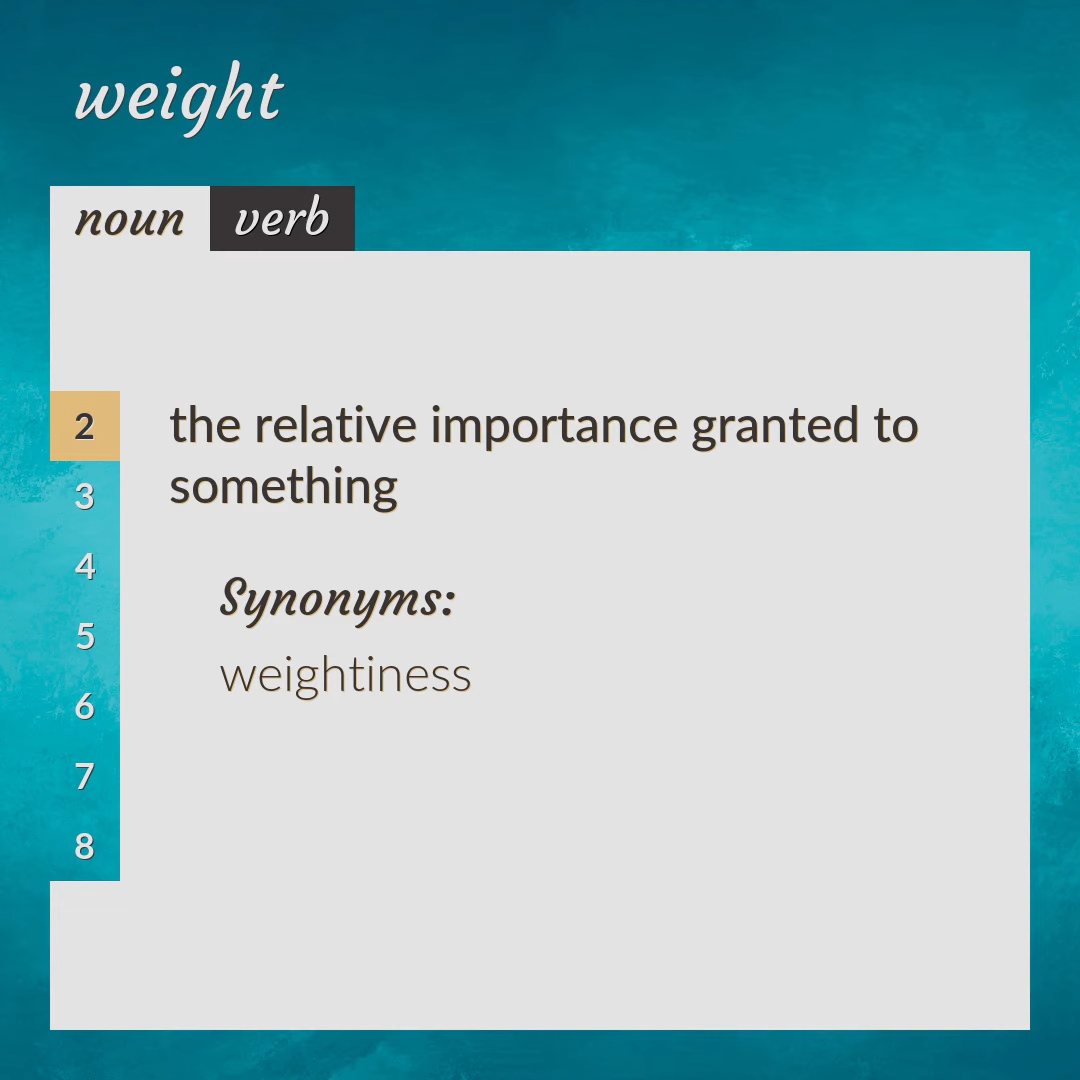 weight
noun verb
2 the relative importance granted to
something
3
4
Synonyms:
5
weightiness
6
7
8